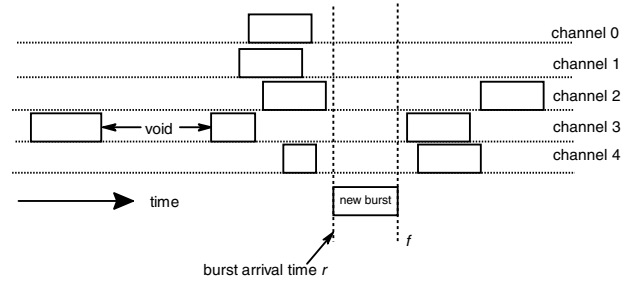 channel 0
channel 1
channel 2
void
channel 3
channel 4
time
new burst
f
burst arrival time r